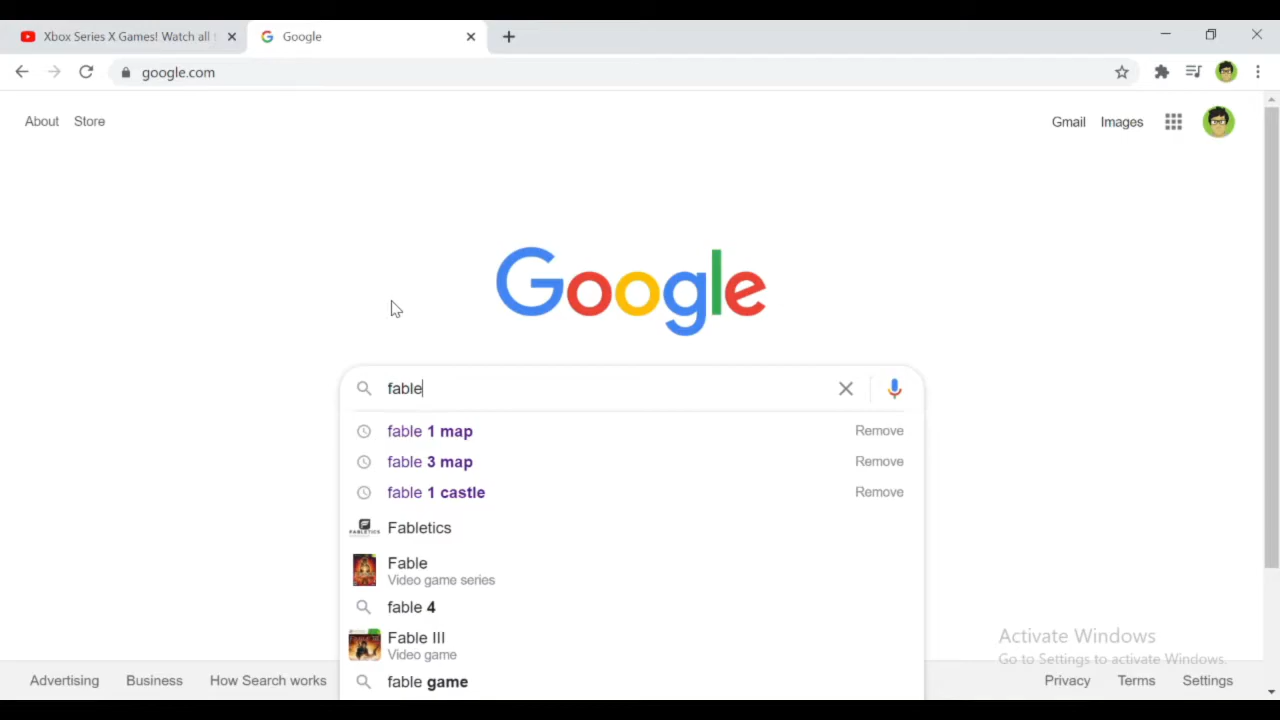 Xbox Series X Games! Watch all
Google
google.com
About Store
Gmail Images
Google
fable
fable 1 map Remove
fable 3 map Remove
fable 1 castle Remove
FABLETICS
Fabletics
Fable
Video game series
fable 4
Fable III
Video game
fable game
Activate Windows
Go to Settings to activate Windows.
Advertising Business How Search works
Privacy Terms Settings